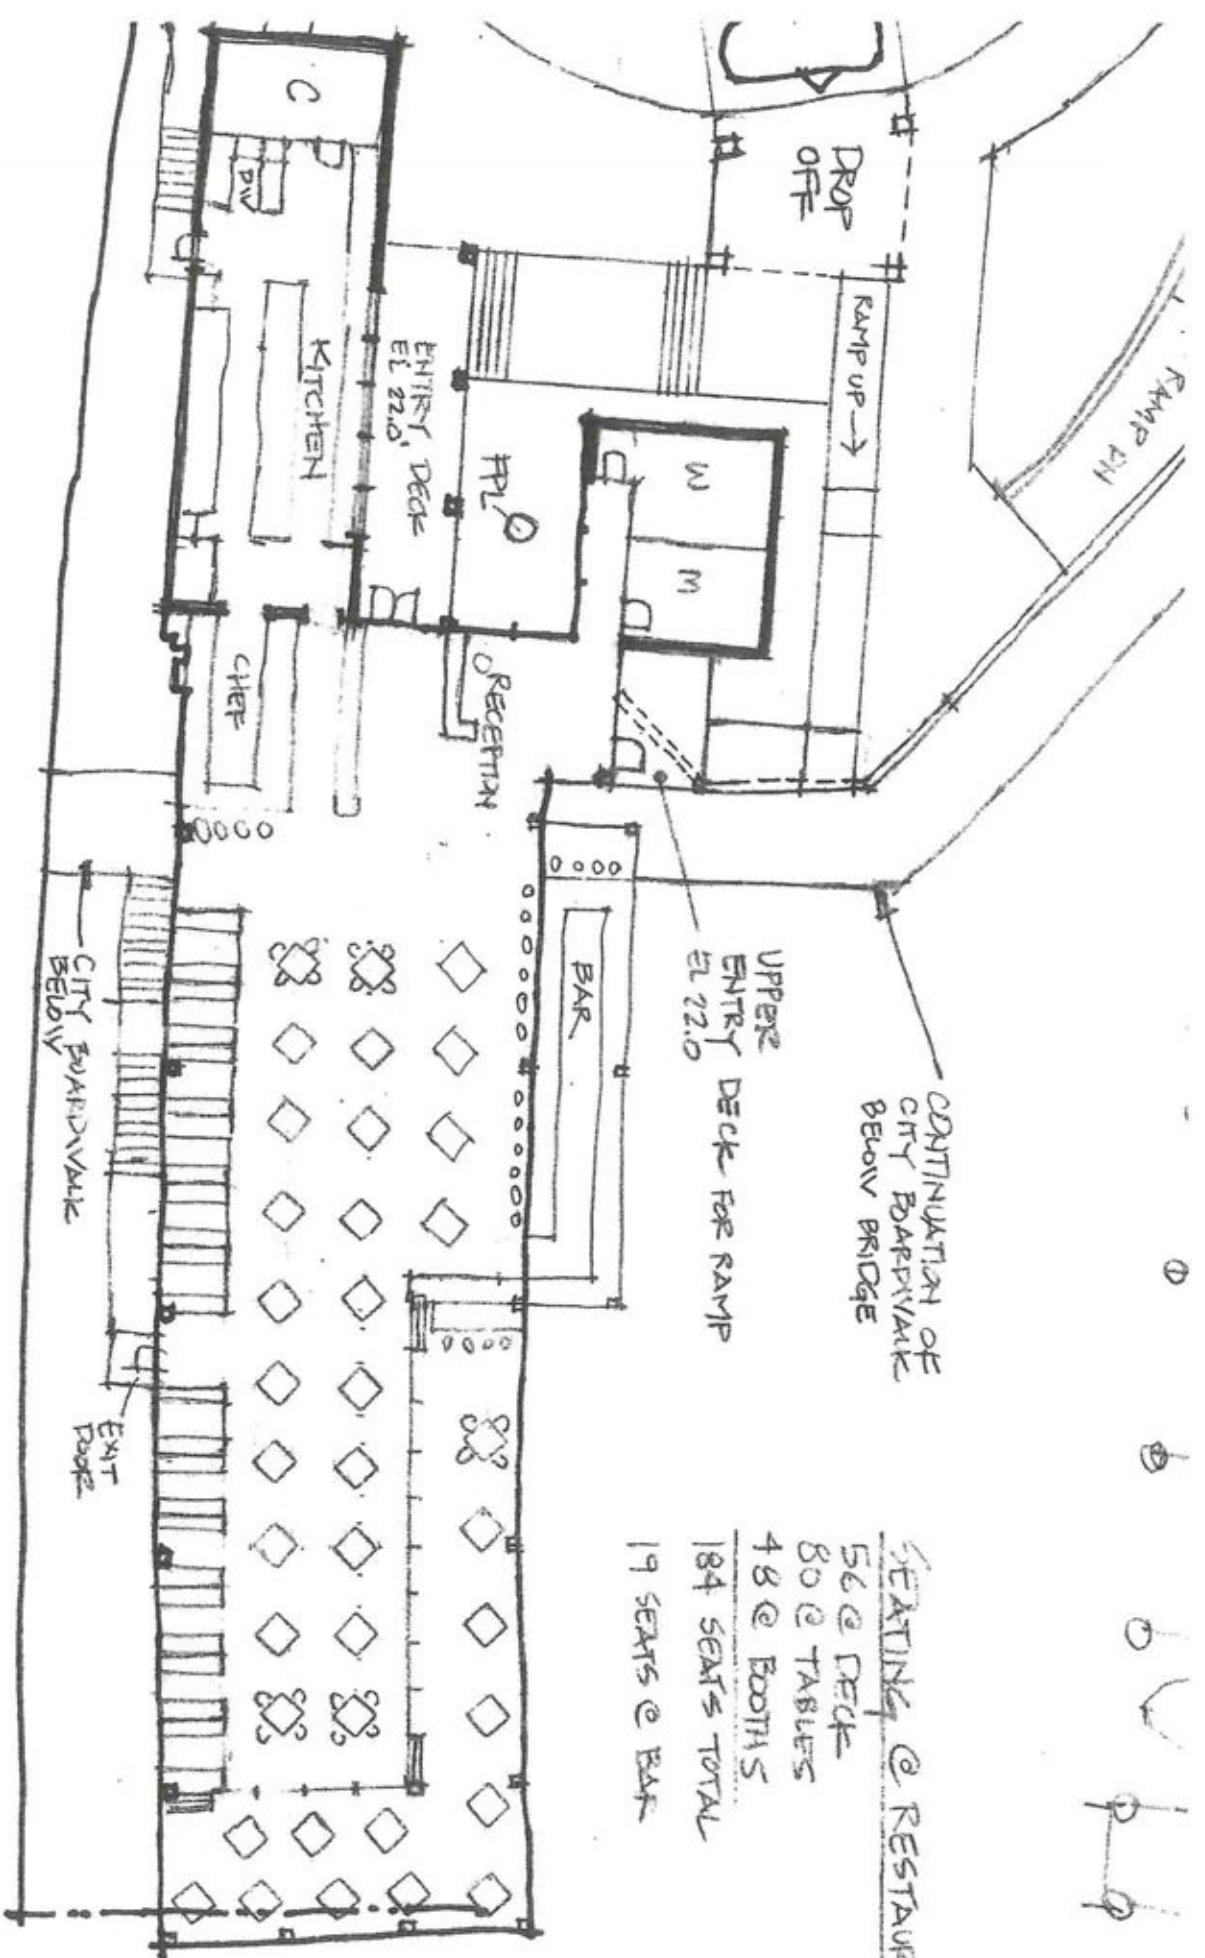 C
DW
KITCHEN
CHEF
ENTRY DECK
EL 22.0'
FPL
RECEPTION
W
M
DROP
OFF
RAMP UP →
RAMP DN
BAR
UPPER
ENTRY DECK FOR RAMP
EL 22.0
CONTINUATION OF
CITY BOARDWALK
BELOW BRIDGE
CITY BOARDWALK
BELOW
EXIT
DOOR
SEATING @ RESTAUR
56 @ DECK
80 @ TABLES
48 @ BOOTHS
184 SEATS TOTAL
19 SEATS @ BAR